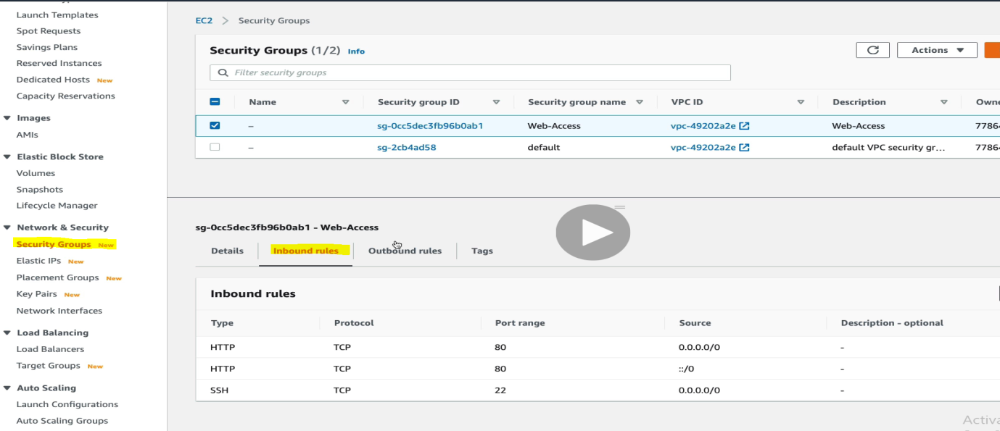 Launch Templates
Spot Requests
Savings Plans
Reserved Instances
Dedicated Hosts New
Capacity Reservations
Images
AMIs
Elastic Block Store
Volumes
Snapshots
Lifecycle Manager
Network & Security
Security Groups New
Elastic IPs New
Placement Groups New
Key Pairs New
Network Interfaces
Load Balancing
Load Balancers
Target Groups New
Auto Scaling
Launch Configurations
Auto Scaling Groups
EC2 > Security Groups
Security Groups (1/2) Info
Actions
Filter security groups
Name Security group ID Security group name VPC ID Description Owne
– sg-0cc5dec3fb96b0ab1 Web-Access vpc-49202a2e Web-Access 77864
– sg-2cb4ad58 default vpc-49202a2e default VPC security gr... 77864
sg-0cc5dec3fb96b0ab1 - Web-Access
Details Inbound rules Outbound rules Tags
Inbound rules
Type Protocol Port range Source Description - optional
HTTP TCP 80 0.0.0.0/0 -
HTTP TCP 80 ::/0 -
SSH TCP 22 0.0.0.0/0 -
Activa